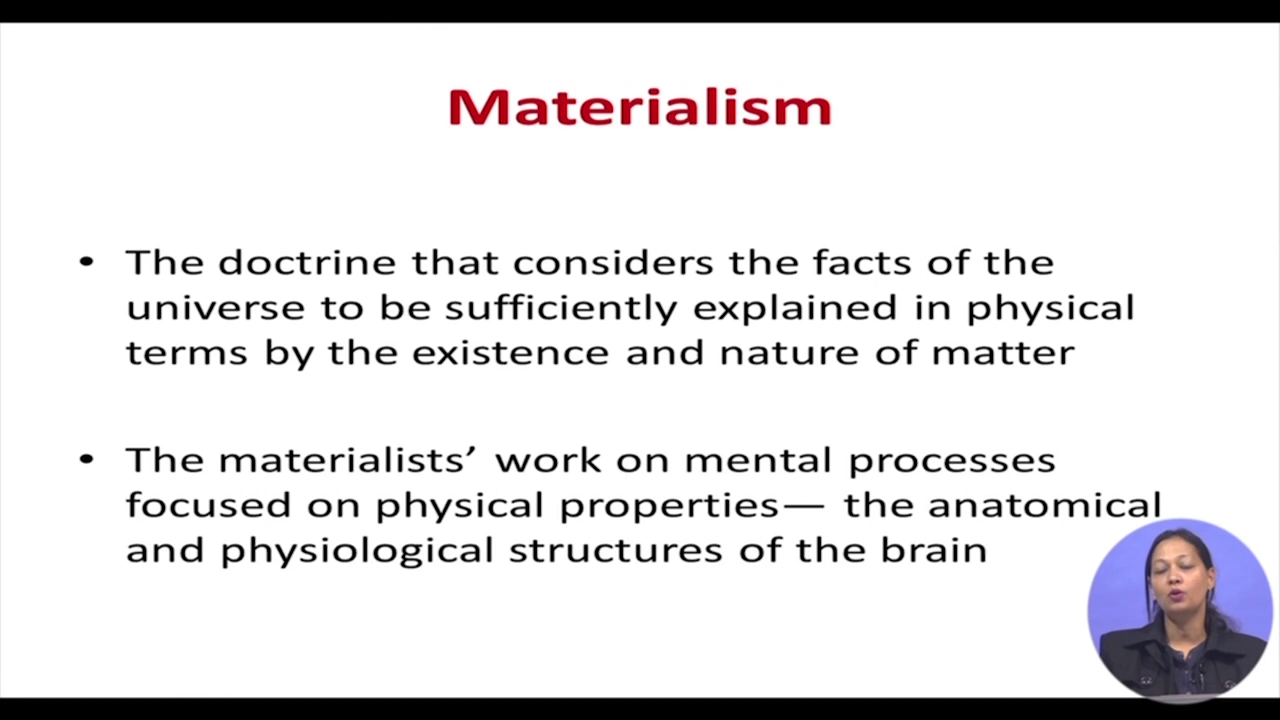 Materialism
• The doctrine that considers the facts of the
universe to be sufficiently explained in physical
terms by the existence and nature of matter
• The materialists’ work on mental processes
focused on physical properties— the anatomical
and physiological structures of the brain